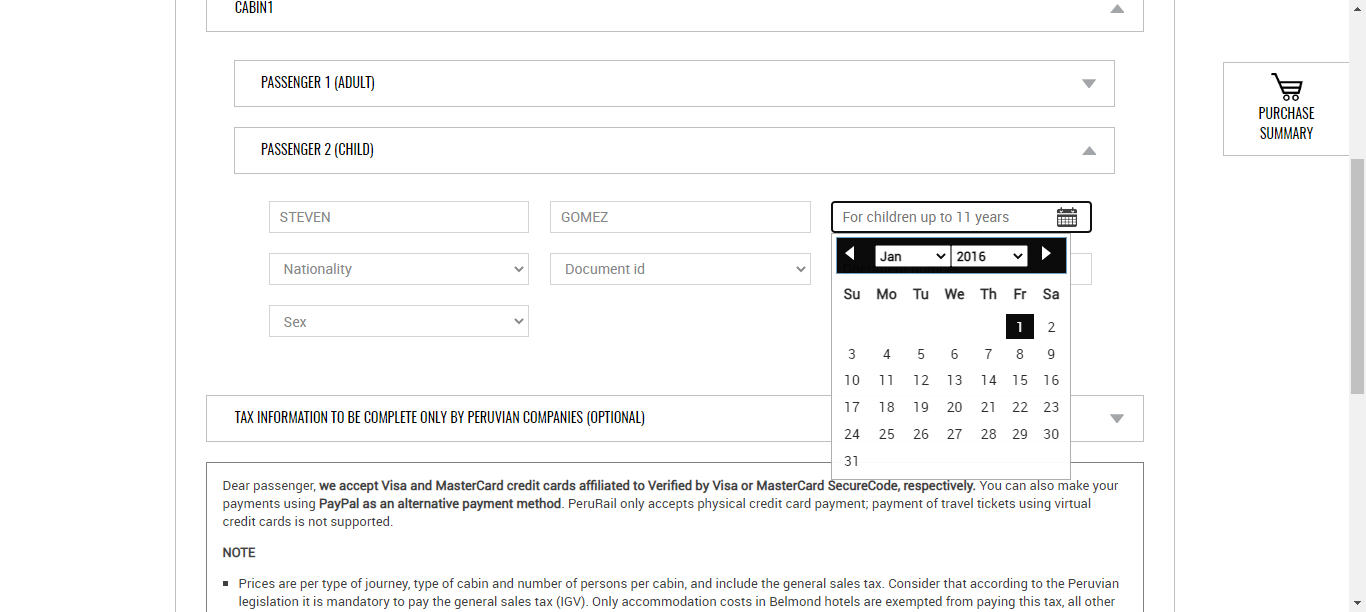 CABIN1
PASSENGER 1 (ADULT)
PURCHASE
SUMMARY
PASSENGER 2 (CHILD)
STEVEN
GOMEZ
For children up to 11 years
Nationality
Document id
Jan
2016
Su Mo Tu We Th Fr Sa
1 2
3 4 5 6 7 8 9
10 11 12 13 14 15 16
17 18 19 20 21 22 23
24 25 26 27 28 29 30
31
Sex
TAX INFORMATION TO BE COMPLETE ONLY BY PERUVIAN COMPANIES (OPTIONAL)
Dear passenger, we accept Visa and MasterCard credit cards affiliated to Verified by Visa or MasterCard SecureCode, respectively. You can also make your
payments using PayPal as an alternative payment method. PeruRail only accepts physical credit card payment; payment of travel tickets using virtual
credit cards is not supported.
NOTE
Prices are per type of journey, type of cabin and number of persons per cabin, and include the general sales tax. Consider that according to the Peruvian
legislation it is mandatory to pay the general sales tax (IGV). Only accommodation costs in Belmond hotels are exempted from paying this tax, all other